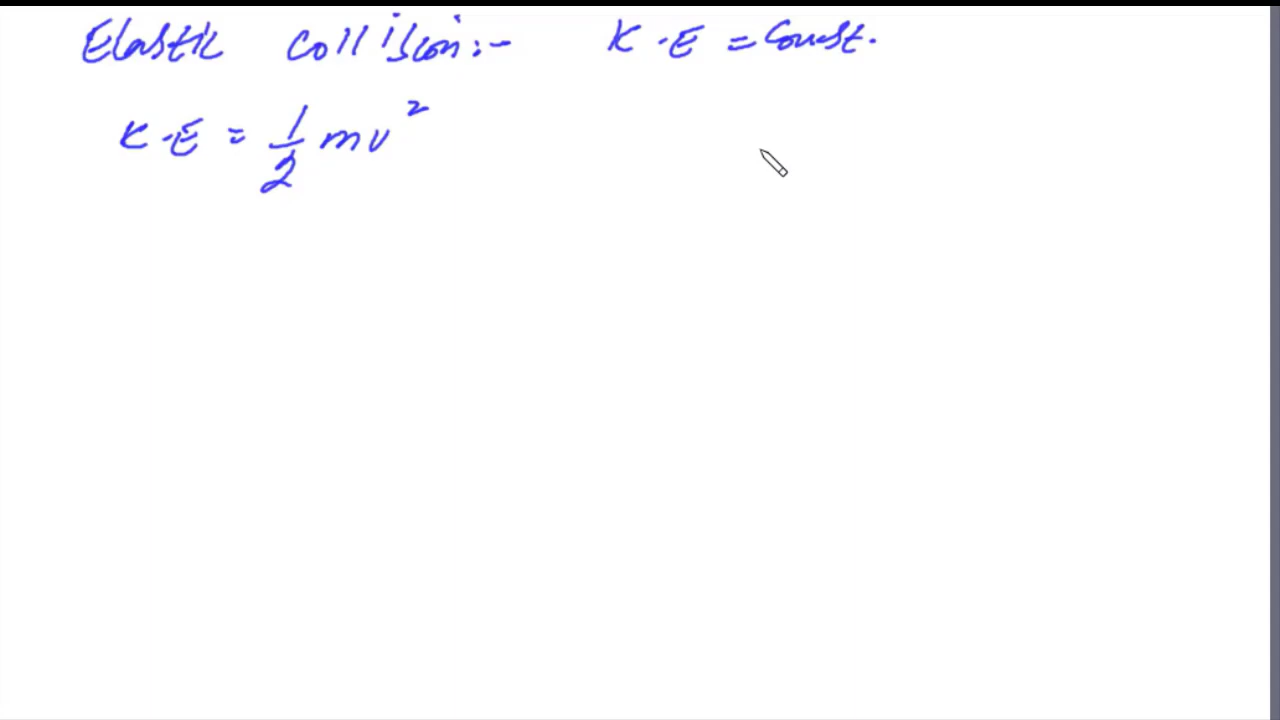 Elastic Collision:- K.E = Const.
K.E = 1/2 mv²